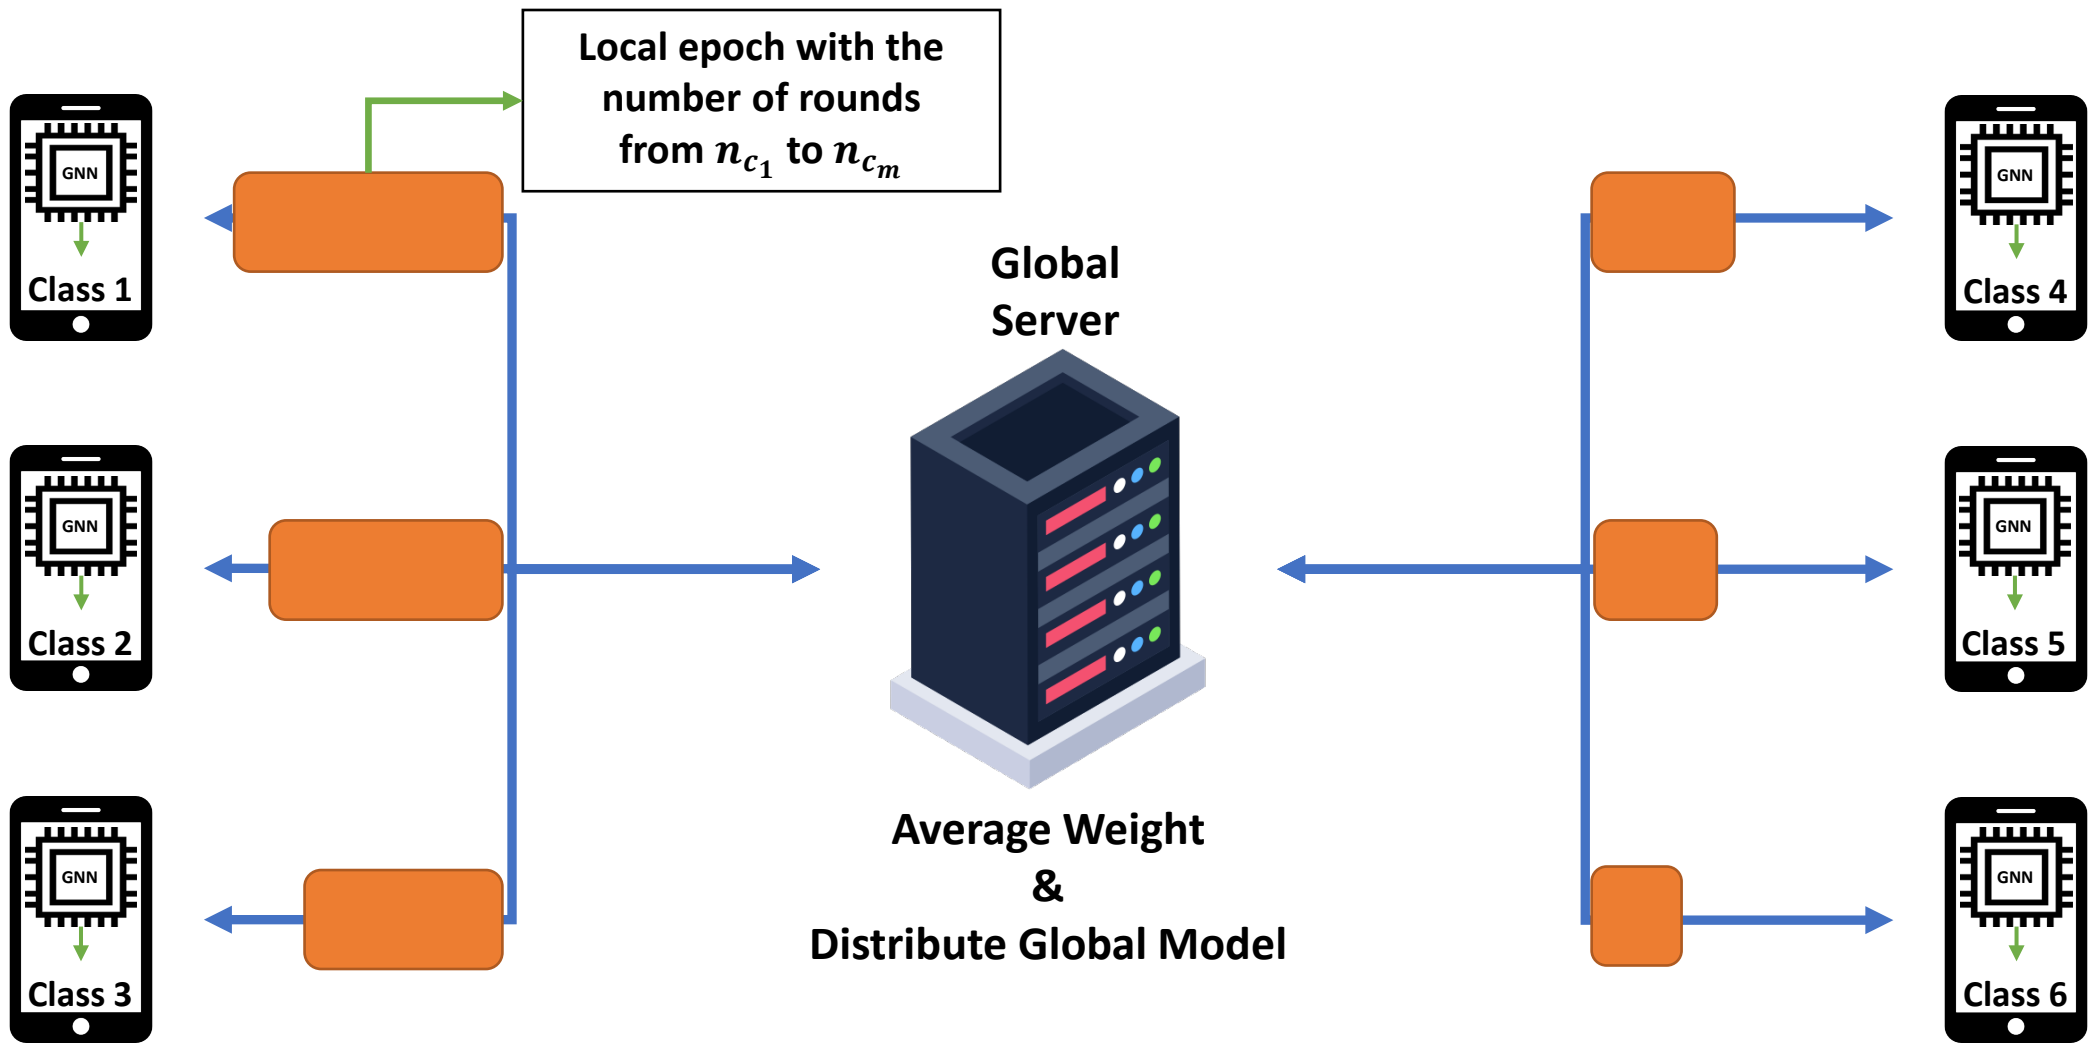 Local epoch with the
number of rounds
from n_{c_1} to n_{c_m}
GNN
Class 1
GNN
Class 2
GNN
Class 3
Global
Server
Average Weight
&
Distribute Global Model
GNN
Class 4
GNN
Class 5
GNN
Class 6